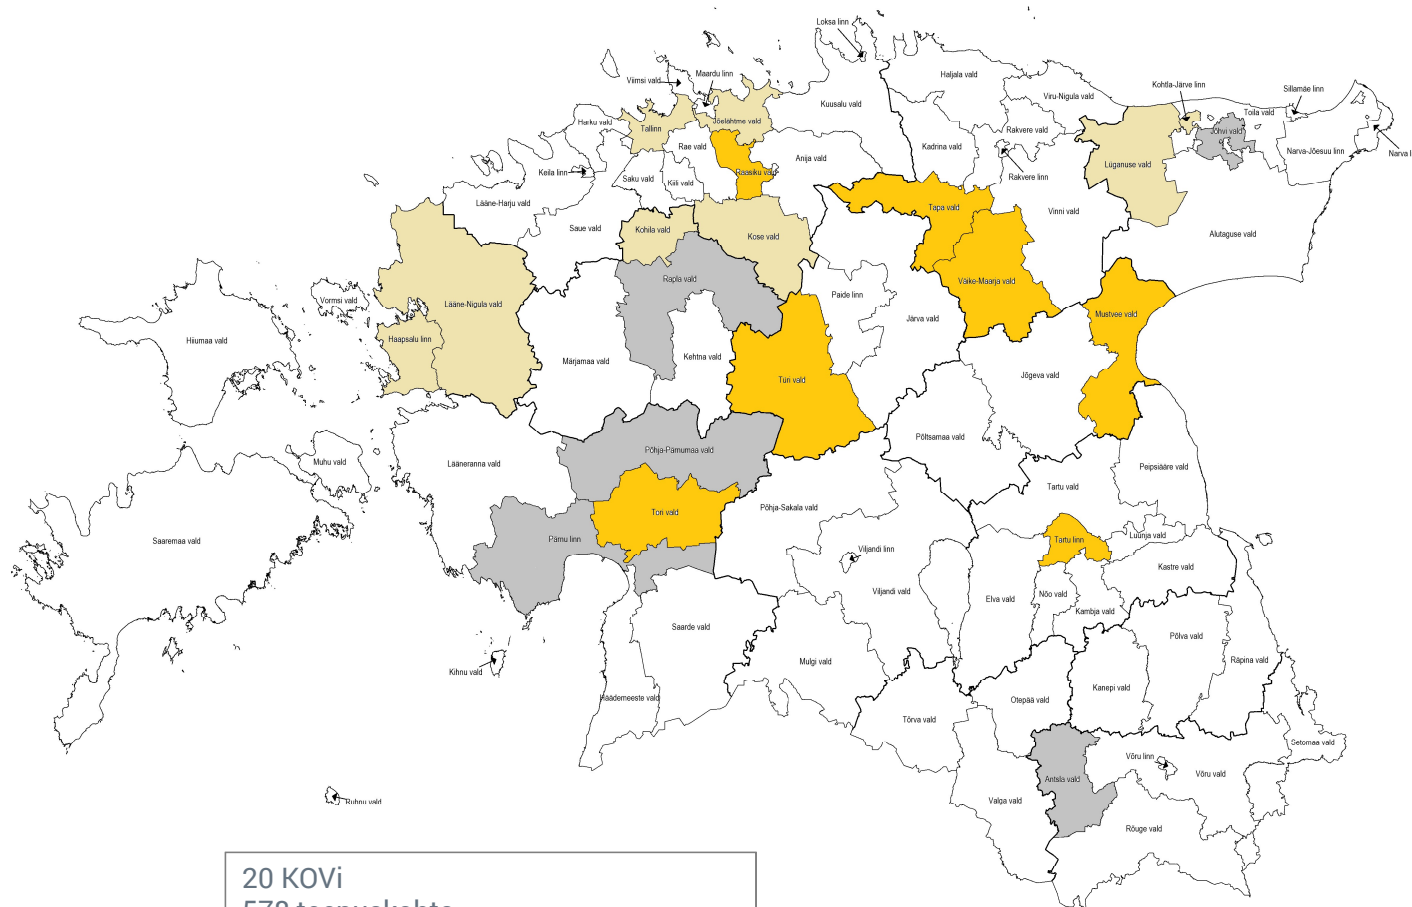 Loksa linn
Haljala vald
Viimsi vald
Maardu linn
Kuusalu vald
Viru-Nigula vald
Kohtla-Järve linn
Sillamäe linn
Toila vald
Harku vald
Tallinn
Jõelähtme vald
Rakvere vald
Jõhvi vald
Rae vald
Anija vald
Kadrina vald
Narva-Jõesuu linn
Narva l
Lüganuse vald
Keila linn
Saku vald
Kiili vald
Raasiku vald
Rakvere linn
Lääne-Harju vald
Tapa vald
Vinni vald
Saue vald
Kohila vald
Kose vald
Alutaguse vald
Rapla vald
Väike-Maarja vald
Vormsi vald
Lääne-Nigula vald
Paide linn
Järva vald
Mustvee vald
Hiiumaa vald
Haapsalu linn
Märjamaa vald
Kehtna vald
Türi vald
Jõgeva vald
Põltsamaa vald
Põhja-Pärnumaa vald
Muhu vald
Lääneranna vald
Peipsiääre vald
Tartu vald
Põhja-Sakala vald
Tori vald
Saaremaa vald
Pärnu linn
Tartu linn
Luunja vald
Viljandi linn
Kastre vald
Viljandi vald
Elva vald
Nõo vald
Kambja vald
Saarde vald
Põlva vald
Mulgi vald
Räpina vald
Kihnu vald
Kanepi vald
Häädemeeste vald
Otepää vald
Tõrva vald
Setomaa vald
Võru linn
Võru vald
Antsla vald
Valga vald
Ruhnu vald
Rõuge vald
20 KOVi